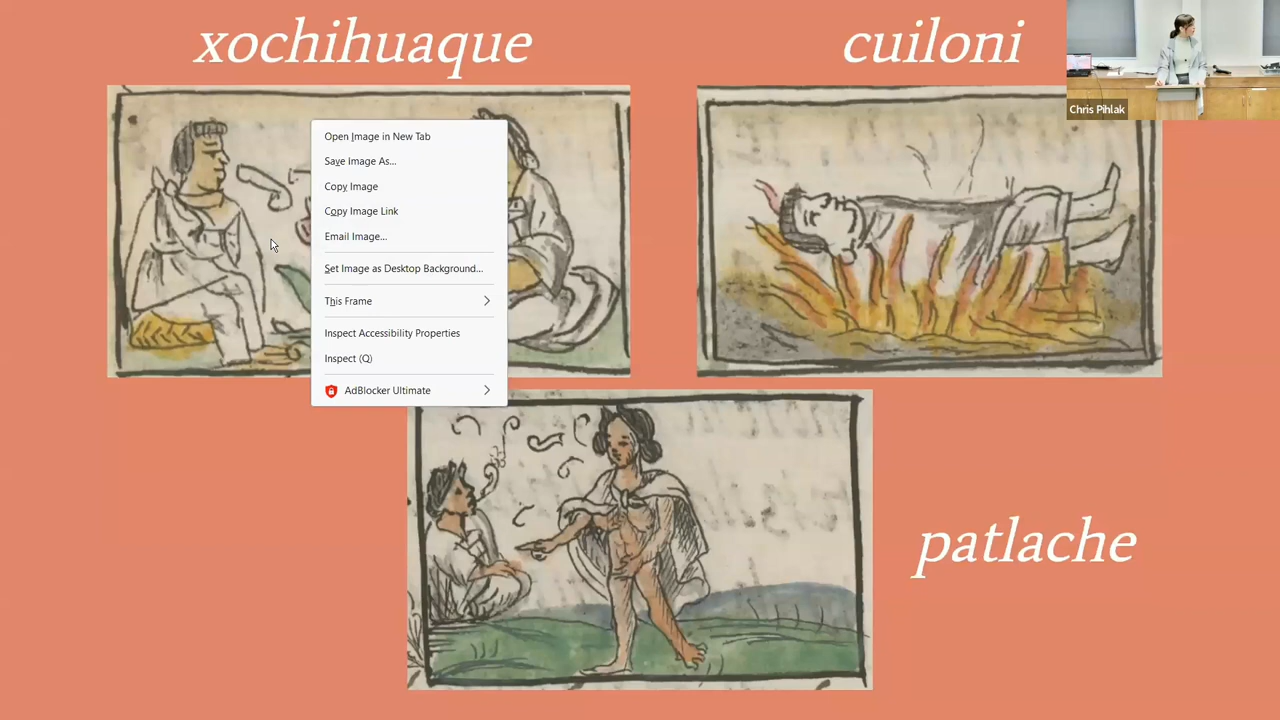 xochihuaque
cuiloni
Chris Pihlak
Open Image in New Tab
Save Image As...
Copy Image
Copy Image Link
Email Image...
Set Image as Desktop Background...
This Frame
Inspect Accessibility Properties
Inspect (Q)
AdBlocker Ultimate
patlache